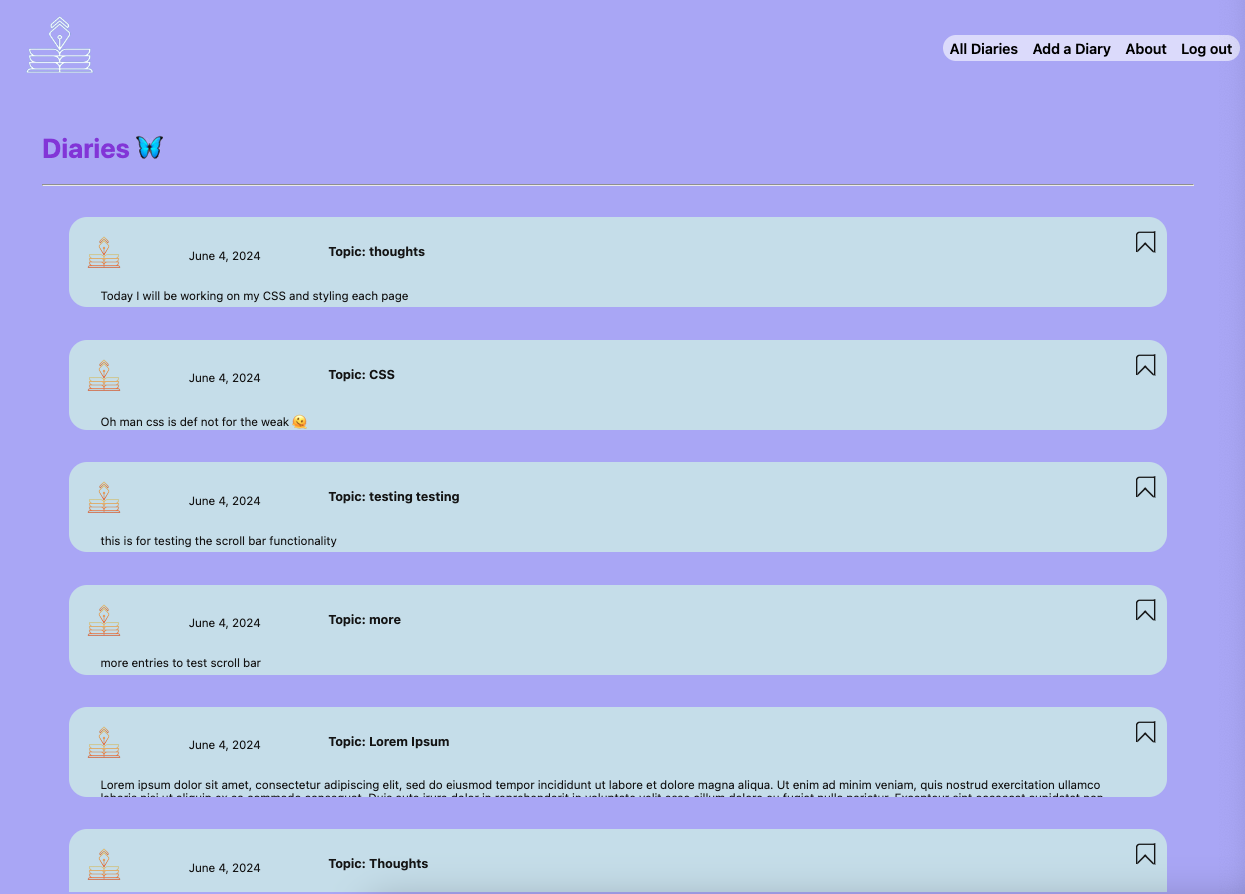 All Diaries Add a Diary About Log out
Diaries 🦋
June 4, 2024 Topic: thoughts
Today I will be working on my CSS and styling each page
June 4, 2024 Topic: CSS
Oh man css is def not for the weak 🫠
June 4, 2024 Topic: testing testing
this is for testing the scroll bar functionality
June 4, 2024 Topic: more
more entries to test scroll bar
June 4, 2024 Topic: Lorem Ipsum
Lorem ipsum dolor sit amet, consectetur adipiscing elit, sed do eiusmod tempor incididunt ut labore et dolore magna aliqua. Ut enim ad minim veniam, quis nostrud exercitation ullamco
June 4, 2024 Topic: Thoughts